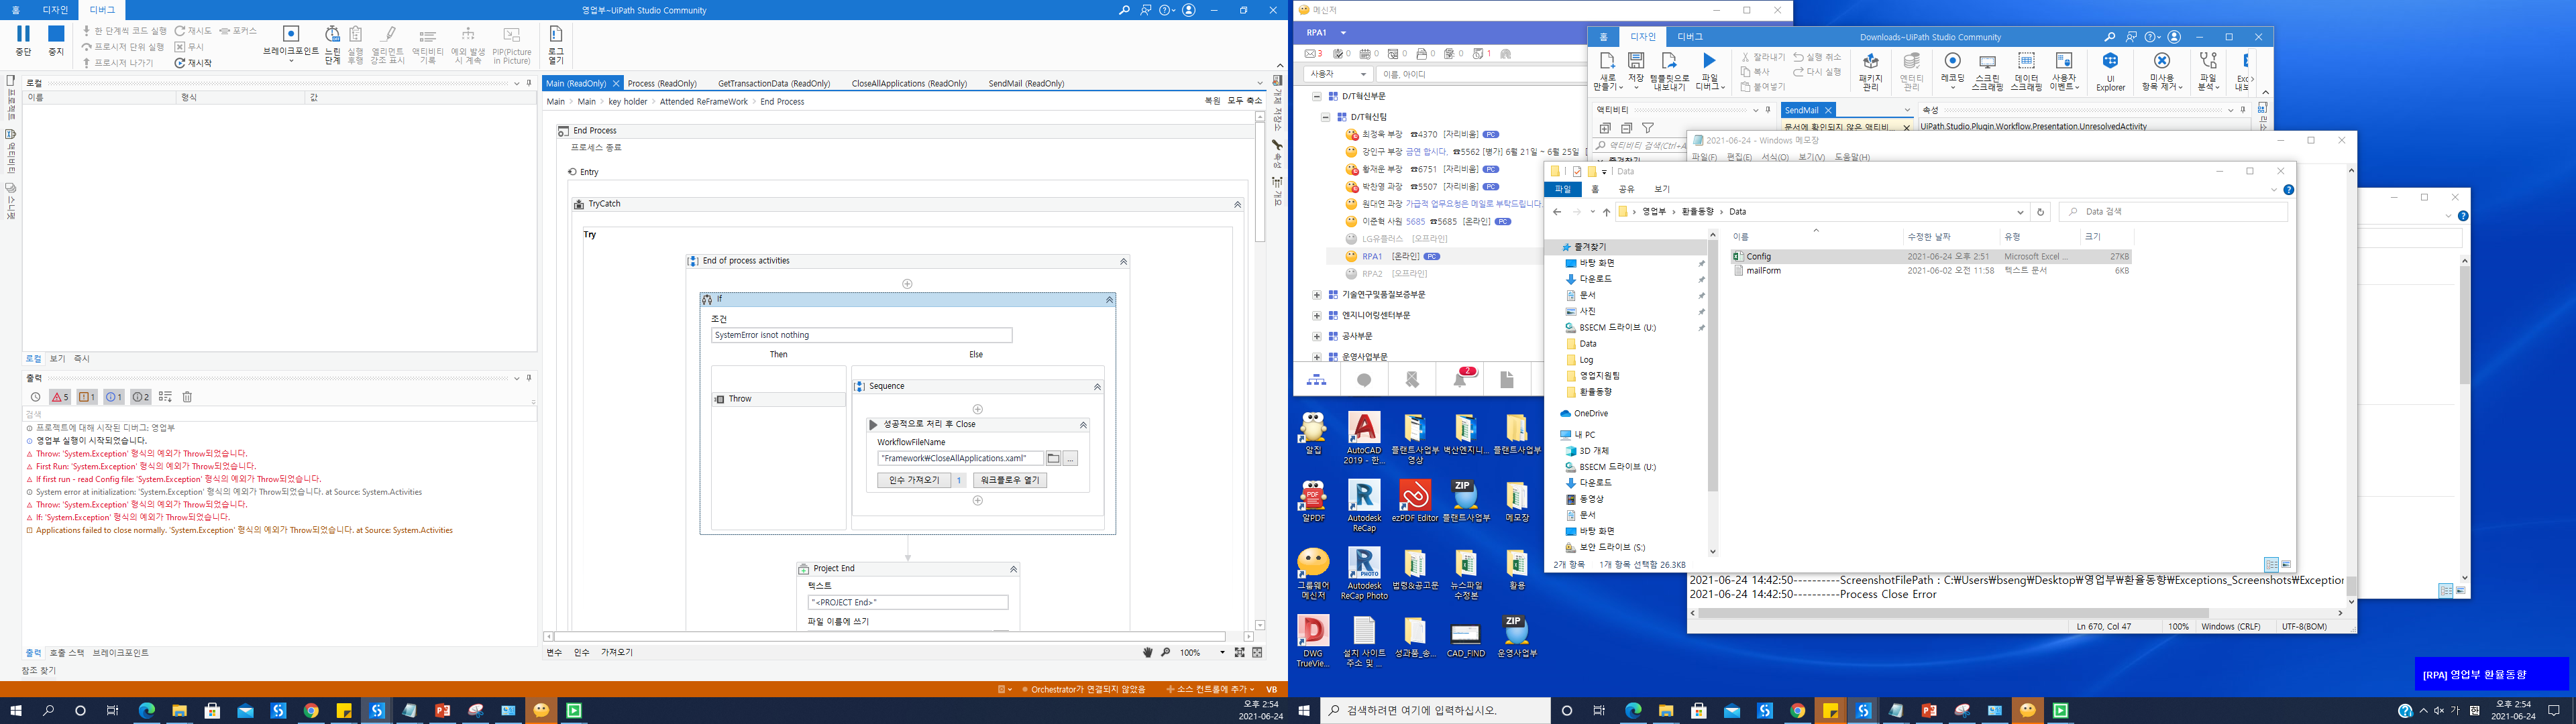 홈 디자인 디버그
영업부-UiPath Studio Community
중단 중지
한 단계씩 코드 실행 재시도 포커스
프로시저 단위 실행 무시
프로시저 나가기 재시작
브레이크포인트
느린 단계
실행 후행
엘리먼트 강조 표시
액티비티 기록
예외 발생 시 계속
PIP(Picture in Picture)
로그 열기
로컬
이름 형식 값
로컬 보기 즉시
출력
5 1 1 2
검색
프로젝트에 대해 시작된 디버그: 영업부
영업부 실행이 시작되었습니다.
Throw: 'System.Exception' 형식의 예외가 Throw되었습니다.
First Run: 'System.Exception' 형식의 예외가 Throw되었습니다.
If first run - read Config file: 'System.Exception' 형식의 예외가 Throw되었습니다.
System error at initialization: 'System.Exception' 형식의 예외가 Throw되었습니다. at Source: System.Activities
Throw: 'System.Exception' 형식의 예외가 Throw되었습니다.
If: 'System.Exception' 형식의 예외가 Throw되었습니다.
Applications failed to close normally. 'System.Exception' 형식의 예외가 Throw되었습니다. at Source: System.Activities
출력 호출 스택 브레이크포인트
참조 찾기
프로젝트
액티비티
스니펫
Main (ReadOnly) Process (ReadOnly) GetTransactionData (ReadOnly) CloseAllApplications (ReadOnly) SendMail (ReadOnly)
Main > Main > key holder > Attended ReFrameWork > End Process
복원 모두 축소
End Process
프로세스 종료
Entry
TryCatch
Try
End of process activities
If
조건
SystemError isnot nothing
Then Else
Throw
Sequence
성공적으로 처리 후 Close
WorkflowFileName
"Framework₩CloseAllApplications.xaml"
인수 가져오기 1 워크플로우 열기
Project End
텍스트
"<PROJECT End>"
파일 이름에 쓰기
변수 인수 가져오기
100%
개체 저장소
속성
개요
Orchestrator가 연결되지 않았음 소스 컨트롤에 추가 VB
오후 2:54
2021-06-24
메신저
RPA1
3 0 0 0 0 0 1
사용자 이름, 아이디
D/T혁신부문
D/T혁신팀
최정욱 부장 ☎4370 [자리비움] PC
강인구 부장 금연 합시다, ☎5562 [병가] 6월 21일 ~ 6월 25일
황재운 부장 ☎6751 [자리비움] PC
박찬영 과장 ☎5507 [자리비움] PC
원대연 과장 가급적 업무요청은 메일로 부탁드립니다.
이준혁 사원 5685 ☎5685 [온라인] PC
LG유플러스 [오프라인]
RPA1 [온라인] PC
RPA2 [오프라인]
기술연구및품질보증부문
엔지니어링센터부문
공사부문
운영사업부문
2
홈 디자인 디버그
Downloads-UiPath Studio Community
새로 만들기
저장
템플릿으로 내보내기
파일 디버그
잘라내기 실행 취소
복사 다시 실행
붙여넣기
패키지 관리
엔터티 관리
레코딩
스크린 스크래핑
데이터 스크래핑
사용자 이벤트
UI Explorer
미사용 항목 제거
파일 분석
액티비티
SendMail
속성
문서에 확인되지 않은 액티비...
UiPath.Studio.Plugin.Workflow.Presentation.UnresolvedActivity
액티비티 검색(Ctrl+A
2021-06-24 - Windows 메모장
파일(F) 편집(E) 서식(O) 보기(V) 도움말(H)
Data
파일 홈 공유 보기
영업부 > 환율동향 > Data
Data 검색
이름 수정한 날짜 유형 크기
Config 2021-06-24 오후 2:51 Microsoft Excel ... 27KB
mailForm 2021-06-02 오전 11:58 텍스트 문서 6KB
즐겨찾기
바탕 화면
다운로드
문서
사진
BSECM 드라이브 (U:)
Data
Log
영업지원팀
환율동향
OneDrive
내 PC
3D 개체
BSECM 드라이브 (U:)
다운로드
동영상
문서
바탕 화면
보안 드라이브 (S:)
2개 항목 1개 항목 선택함 26.3KB
2021-06-24 14:42:50----------ScreenshotFilePath : C:₩Users₩bseng₩Desktop₩영업부₩환율동향₩Exceptions_Screenshots₩Exception
2021-06-24 14:42:50----------Process Close Error
Ln 670, Col 47 100% Windows (CRLF) UTF-8(BOM)
알집
AutoCAD 2019 - 한...
플랜트사업부 영상
벽산엔지니...
플랜트사업부
알PDF
Autodesk ReCap
ezPDF Editor
플랜트사업부
메모장
그룹웨어 메신저
Autodesk ReCap Photo
법령&공고문
뉴스파일 수정본
활용
DWG TrueVie...
설치 사이트 주소 및 ...
성과품_송...
CAD_FIND
운영사업부
[RPA] 영업부 환율동향
검색하려면 여기에 입력하십시오.
가
오후 2:54
2021-06-24